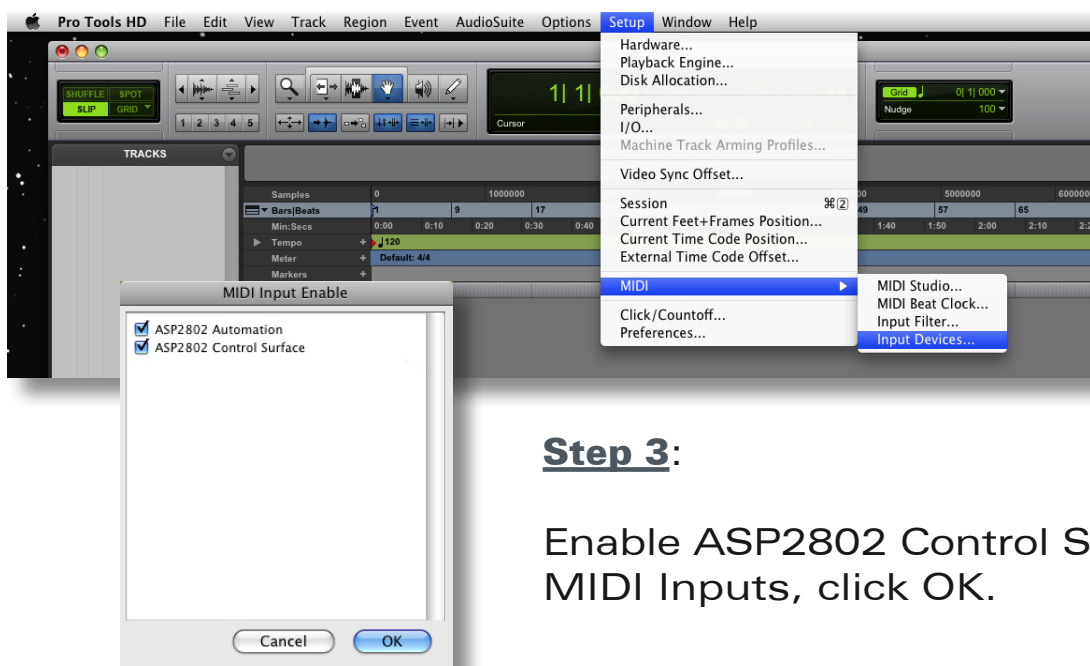 Pro Tools HD File Edit View Track Region Event AudioSuite Options Setup Window Help
SHUFFLE SPOT
SLIP GRID
1 2 3 4 5
Cursor
1| 1|
Grid 0| 1| 000
Nudge 100
Hardware...
Playback Engine...
Disk Allocation...
Peripherals...
I/O...
Machine Track Arming Profiles...
Video Sync Offset...
Session ⌘2
Current Feet+Frames Position...
Current Time Code Position...
External Time Code Offset...
MIDI
Click/Countoff...
Preferences...
MIDI Studio...
MIDI Beat Clock...
Input Filter...
Input Devices...
TRACKS
Samples 0 1000000 5000000
Bars|Beats 1 9 17 49 57 65
Min:Secs 0:00 0:10 0:20 0:30 0:40 1:40 1:50 2:00 2:10
Tempo 120
Meter Default: 4/4
Markers
MIDI Input Enable
ASP2802 Automation
ASP2802 Control Surface
Cancel OK
Step 3:
Enable ASP2802 Control S
MIDI Inputs, click OK.